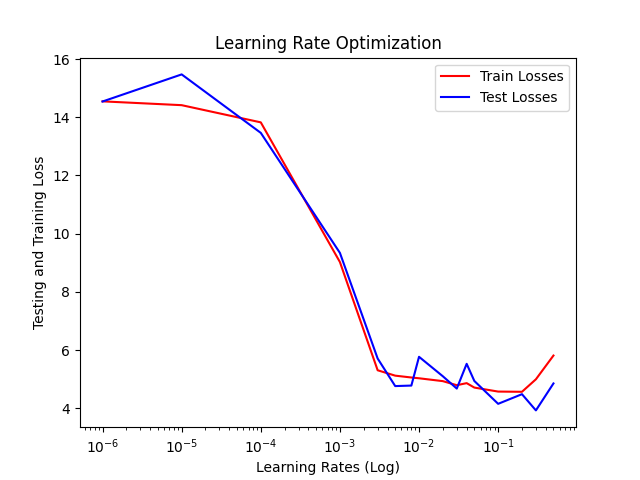 Learning Rate Optimization
Train Losses
Test Losses
Testing and Training Loss
16
14
12
10
8
6
4
10⁻⁶ 10⁻⁵ 10⁻⁴ 10⁻³ 10⁻² 10⁻¹
Learning Rates (Log)